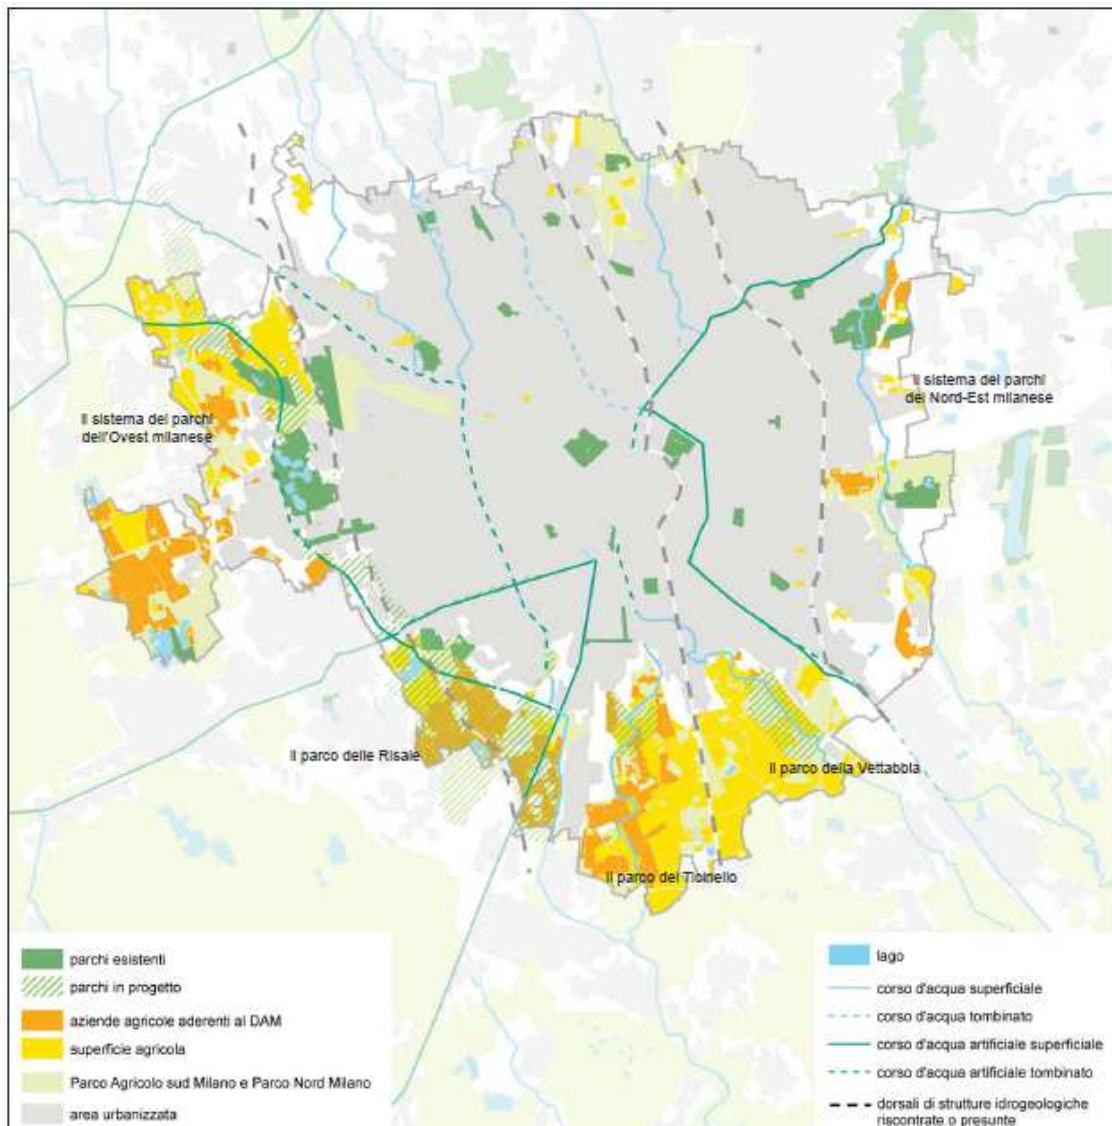 Il sistema dei parchi
del Nord-Est milanese
Il sistema dei parchi
dell'Ovest milanese
Il parco delle Risaie
Il parco della Vettabbia
Il parco del Ticinello
parchi esistenti
parchi in progetto
aziende agricole aderenti al DAM
superficie agricola
Parco Agricolo sud Milano e Parco Nord Milano
area urbanizzata
lago
corso d'acqua superficiale
corso d'acqua tombinato
corso d'acqua artificiale superficiale
corso d'acqua artificiale tombinato
dorsali di strutture idrogeologiche
riscontrate o presunte